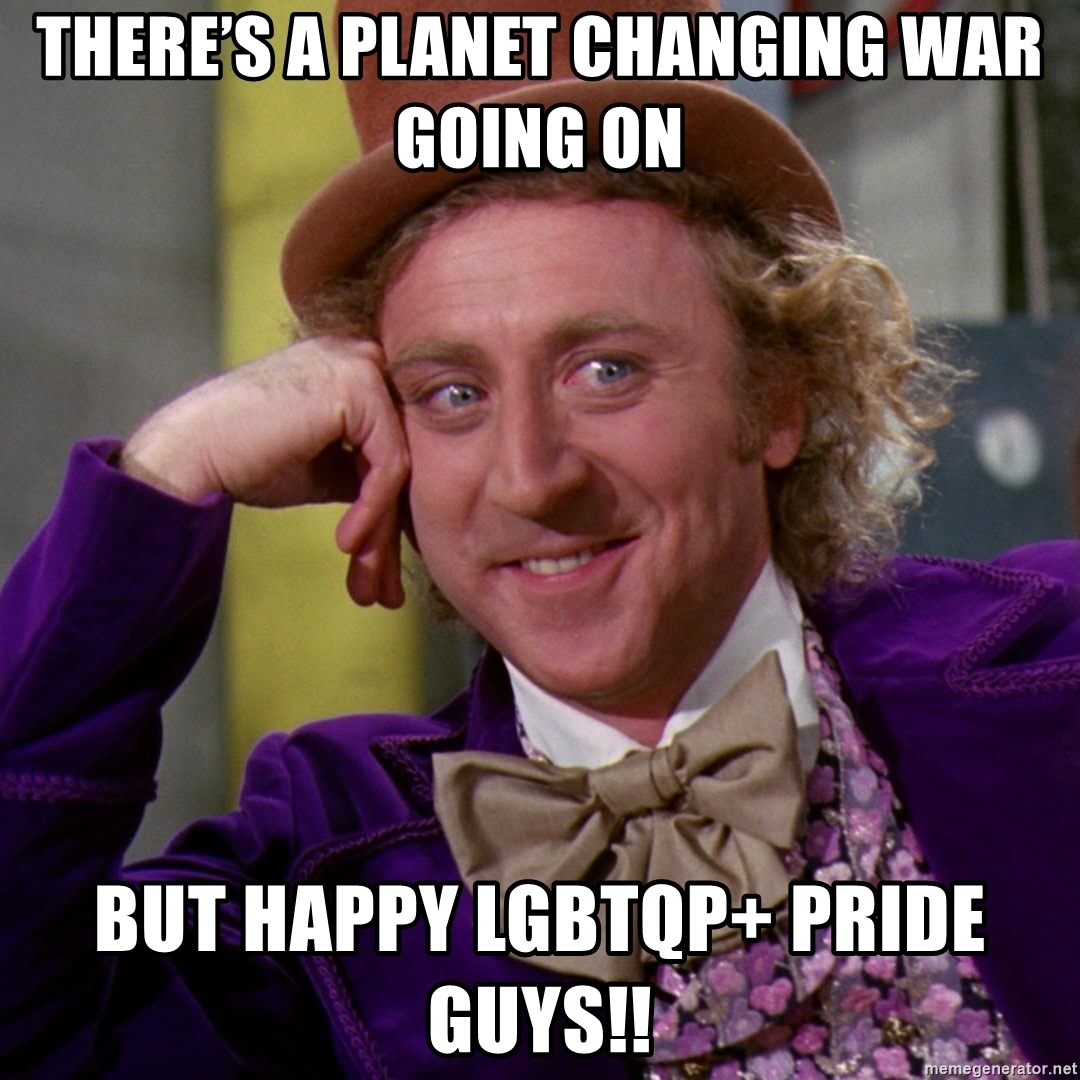 THERE’S A PLANET CHANGING WAR
GOING ON
BUT HAPPY LGBTQP+ PRIDE
GUYS!!
memegenerator.net